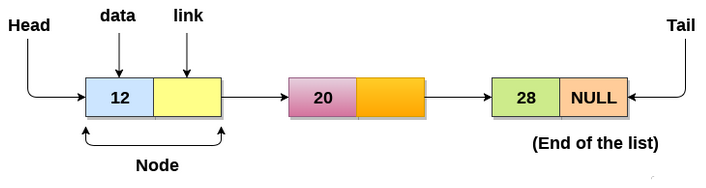 data link
Head
Tail
12
20
28 NULL
(End of the list)
Node